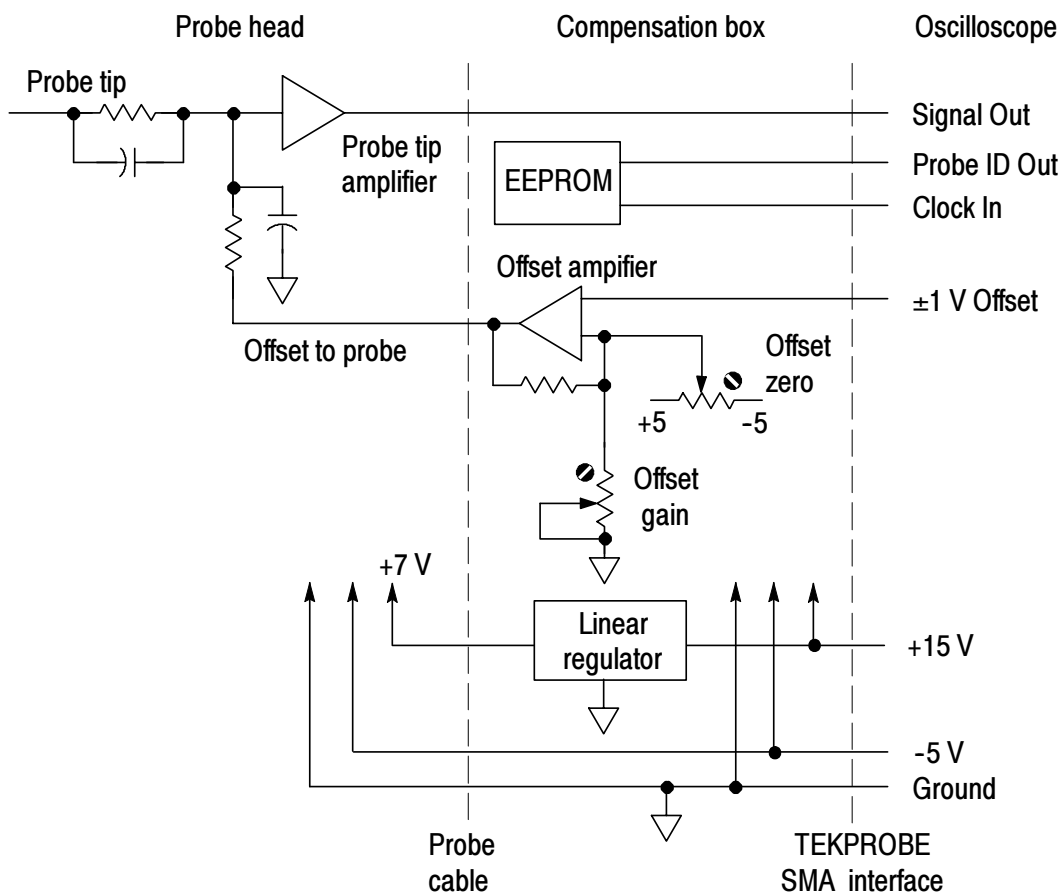 Probe head
Compensation box
Oscilloscope
Probe tip
Signal Out
Probe tip
amplifier
EEPROM
Probe ID Out
Clock In
Offset ampifier
±1 V Offset
Offset to probe
Offset
zero
+5
-5
Offset
gain
+7 V
Linear
regulator
+15 V
-5 V
Ground
Probe
cable
TEKPROBE
SMA interface